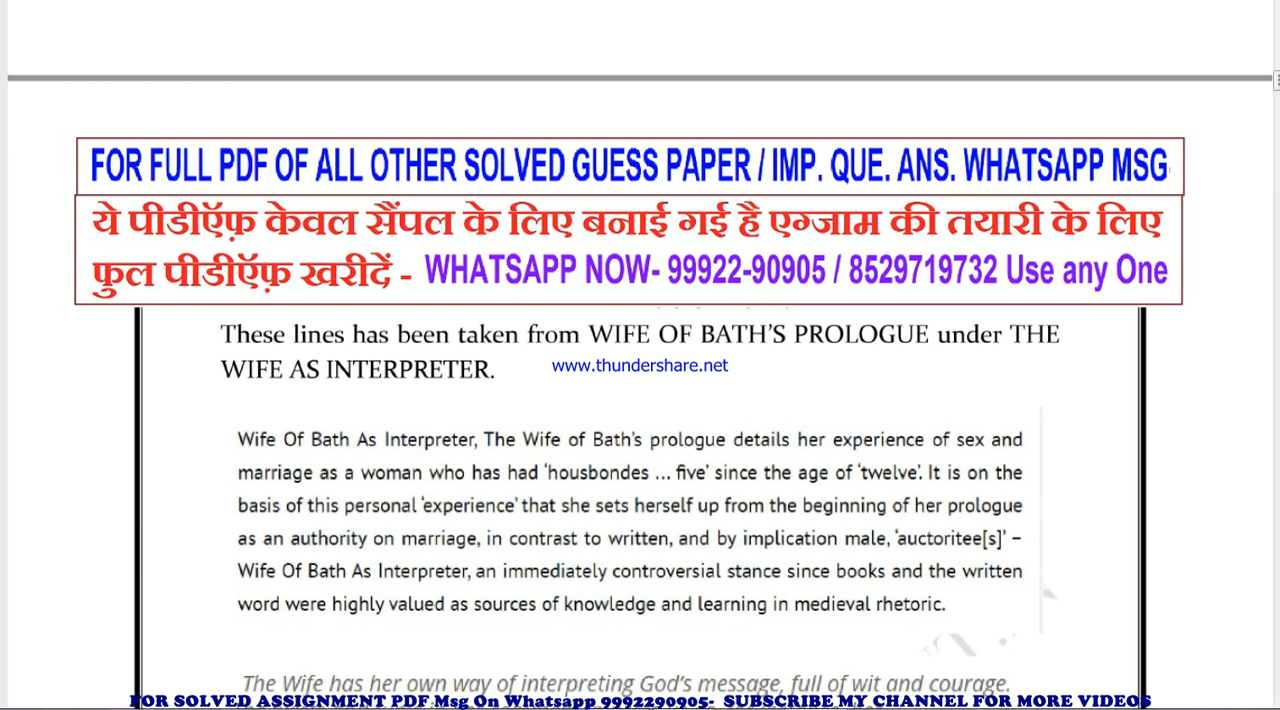 FOR FULL PDF OF ALL OTHER SOLVED GUESS PAPER / IMP. QUE. ANS. WHATSAPP MSG
ये पीडीऍफ़ केवल सैंपल के लिए बनाई गई है एग्जाम की तयारी के लिए
फुल पीडीऍफ़ खरीदें - WHATSAPP NOW- 99922-90905 / 8529719732 Use any One
These lines has been taken from WIFE OF BATH'S PROLOGUE under THE
WIFE AS INTERPRETER.
www.thundershare.net
Wife Of Bath As Interpreter, The Wife of Bath's prologue details her experience of sex and
marriage as a woman who has had 'housbondes ... five' since the age of 'twelve'. It is on the
basis of this personal 'experience' that she sets herself up from the beginning of her prologue
as an authority on marriage, in contrast to written, and by implication male, 'auctoritee[s]' –
Wife Of Bath As Interpreter, an immediately controversial stance since books and the written
word were highly valued as sources of knowledge and learning in medieval rhetoric.
The Wife has her own way of interpreting God's message, full of wit and courage.
FOR SOLVED ASSIGNMENT PDF Msg On Whatsapp 9992290905- SUBSCRIBE MY CHANNEL FOR MORE VIDEOS